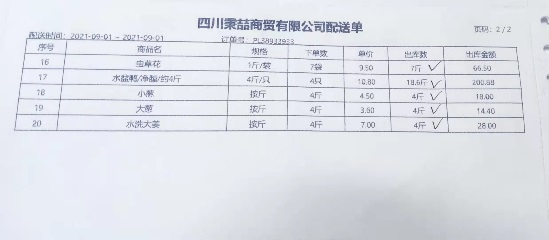 四川秉喆商贸有限公司配送单
配送时间：2021-09-01 ~ 2021-09-01 订单号：PL38933953 页码：2 / 2
序号 商品名 规格 下单数 单价 出库数 出库金额
16 虫草花 1斤/袋 7袋 9.50 7斤 66.50
17 水盆鸭/净膛/约4斤 4斤/只 4只 10.80 18.6斤 200.88
18 小葱 按斤 4斤 4.50 4斤 18.00
19 大葱 按斤 4斤 3.60 4斤 14.40
20 水洗大姜 按斤 4斤 7.00 4斤 28.00